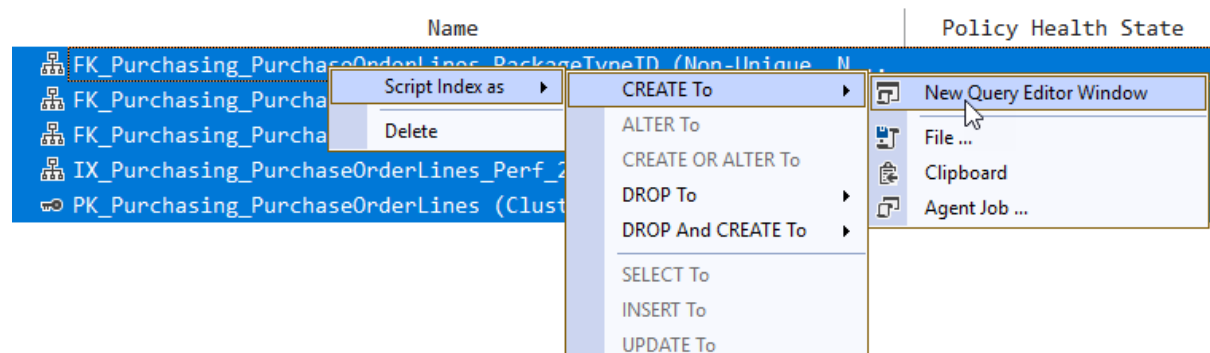 Name Policy Health State
FK_Purchasing_PurchaseOrderLines_PackageTypeID (Non-Unique, N...
FK_Purchasing_Purcha
FK_Purchasing_Purcha
IX_Purchasing_PurchaseOrderLines_Perf_2
PK_Purchasing_PurchaseOrderLines (Clust
Script Index as
Delete
CREATE To
ALTER To
CREATE OR ALTER To
DROP To
DROP And CREATE To
SELECT To
INSERT To
UPDATE To
New Query Editor Window
File ...
Clipboard
Agent Job ...